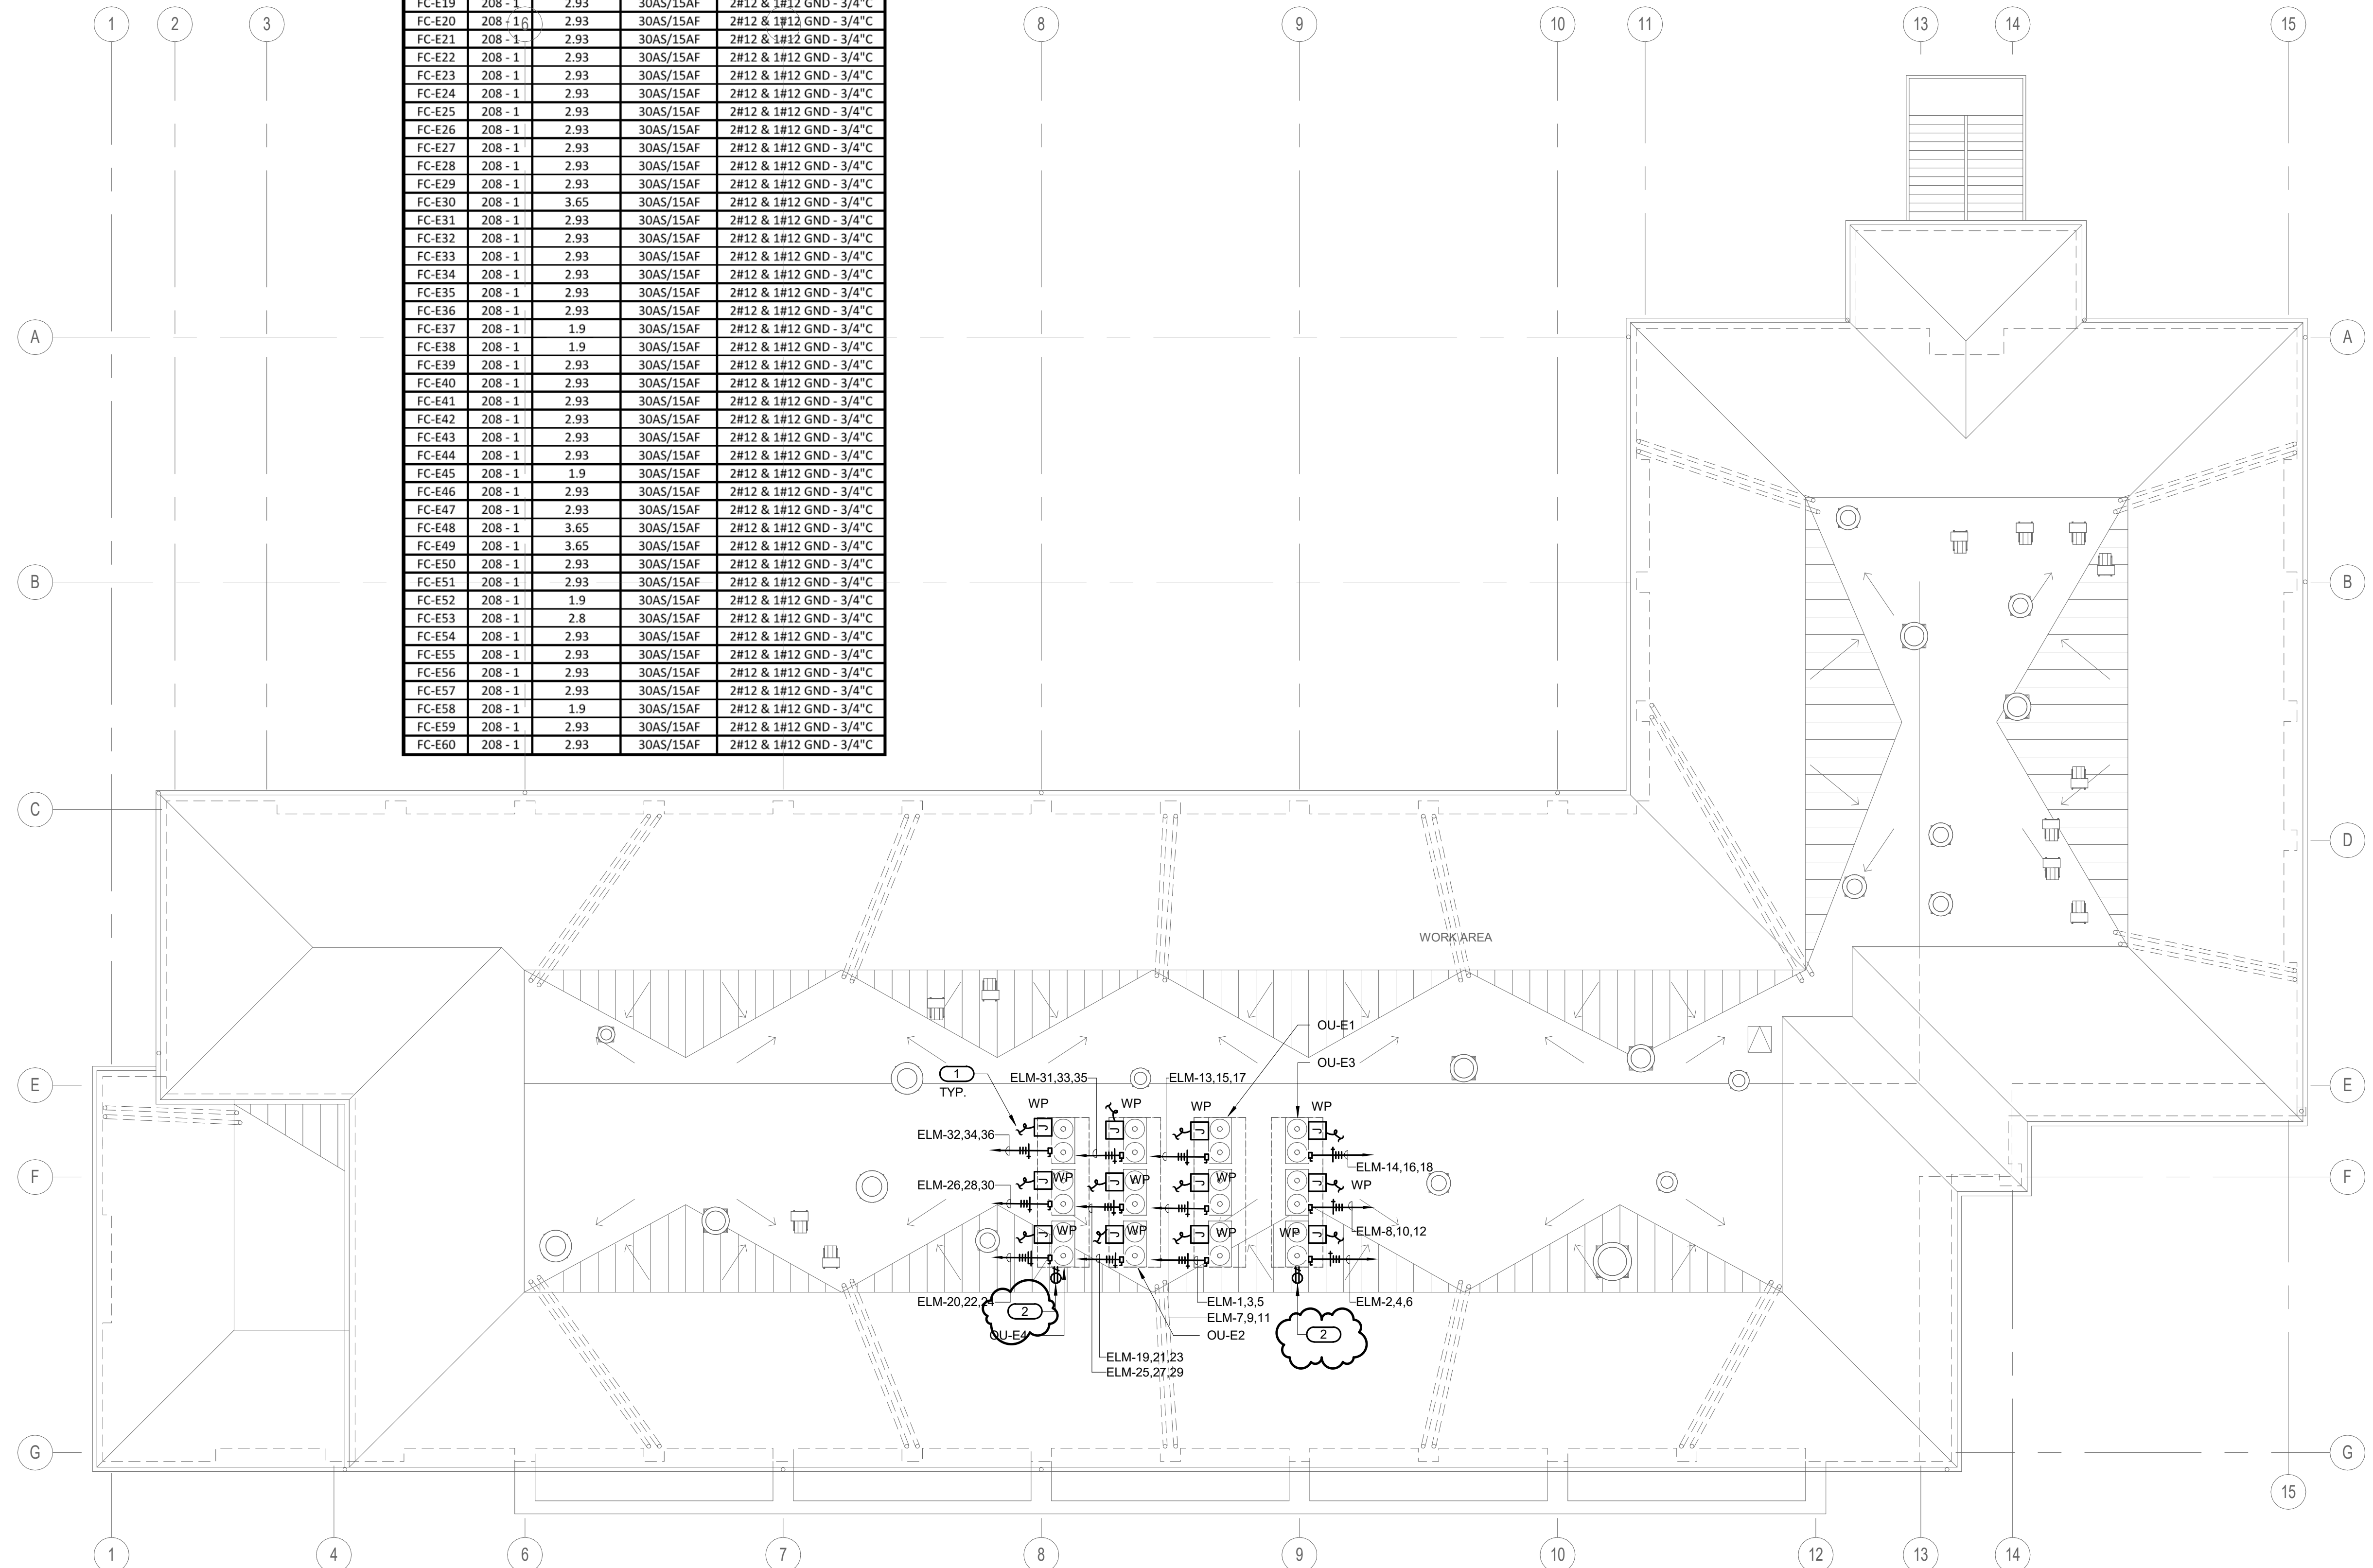 FC-E19 208 - 1 2.93 30AS/15AF 2#12 & 1#12 GND - 3/4"C
1 2 3 6 8 9 10 11 13 14 15
FC-E20 208 - 1 2.93 30AS/15AF 2#12 & 1#12 GND - 3/4"C
FC-E21 208 - 1 2.93 30AS/15AF 2#12 & 1#12 GND - 3/4"C
FC-E22 208 - 1 2.93 30AS/15AF 2#12 & 1#12 GND - 3/4"C
FC-E23 208 - 1 2.93 30AS/15AF 2#12 & 1#12 GND - 3/4"C
FC-E24 208 - 1 2.93 30AS/15AF 2#12 & 1#12 GND - 3/4"C
FC-E25 208 - 1 2.93 30AS/15AF 2#12 & 1#12 GND - 3/4"C
FC-E26 208 - 1 2.93 30AS/15AF 2#12 & 1#12 GND - 3/4"C
FC-E27 208 - 1 2.93 30AS/15AF 2#12 & 1#12 GND - 3/4"C
FC-E28 208 - 1 2.93 30AS/15AF 2#12 & 1#12 GND - 3/4"C
FC-E29 208 - 1 2.93 30AS/15AF 2#12 & 1#12 GND - 3/4"C
FC-E30 208 - 1 3.65 30AS/15AF 2#12 & 1#12 GND - 3/4"C
FC-E31 208 - 1 2.93 30AS/15AF 2#12 & 1#12 GND - 3/4"C
FC-E32 208 - 1 2.93 30AS/15AF 2#12 & 1#12 GND - 3/4"C
FC-E33 208 - 1 2.93 30AS/15AF 2#12 & 1#12 GND - 3/4"C
FC-E34 208 - 1 2.93 30AS/15AF 2#12 & 1#12 GND - 3/4"C
FC-E35 208 - 1 2.93 30AS/15AF 2#12 & 1#12 GND - 3/4"C
FC-E36 208 - 1 2.93 30AS/15AF 2#12 & 1#12 GND - 3/4"C
FC-E37 208 - 1 1.9 30AS/15AF 2#12 & 1#12 GND - 3/4"C
A A
FC-E38 208 - 1 1.9 30AS/15AF 2#12 & 1#12 GND - 3/4"C
FC-E39 208 - 1 2.93 30AS/15AF 2#12 & 1#12 GND - 3/4"C
FC-E40 208 - 1 2.93 30AS/15AF 2#12 & 1#12 GND - 3/4"C
FC-E41 208 - 1 2.93 30AS/15AF 2#12 & 1#12 GND - 3/4"C
FC-E42 208 - 1 2.93 30AS/15AF 2#12 & 1#12 GND - 3/4"C
FC-E43 208 - 1 2.93 30AS/15AF 2#12 & 1#12 GND - 3/4"C
FC-E44 208 - 1 2.93 30AS/15AF 2#12 & 1#12 GND - 3/4"C
FC-E45 208 - 1 1.9 30AS/15AF 2#12 & 1#12 GND - 3/4"C
FC-E46 208 - 1 2.93 30AS/15AF 2#12 & 1#12 GND - 3/4"C
FC-E47 208 - 1 2.93 30AS/15AF 2#12 & 1#12 GND - 3/4"C
FC-E48 208 - 1 3.65 30AS/15AF 2#12 & 1#12 GND - 3/4"C
FC-E49 208 - 1 3.65 30AS/15AF 2#12 & 1#12 GND - 3/4"C
FC-E50 208 - 1 2.93 30AS/15AF 2#12 & 1#12 GND - 3/4"C
FC-E51 208 - 1 2.93 30AS/15AF 2#12 & 1#12 GND - 3/4"C
B B
FC-E52 208 - 1 1.9 30AS/15AF 2#12 & 1#12 GND - 3/4"C
FC-E53 208 - 1 2.8 30AS/15AF 2#12 & 1#12 GND - 3/4"C
FC-E54 208 - 1 2.93 30AS/15AF 2#12 & 1#12 GND - 3/4"C
FC-E55 208 - 1 2.93 30AS/15AF 2#12 & 1#12 GND - 3/4"C
FC-E56 208 - 1 2.93 30AS/15AF 2#12 & 1#12 GND - 3/4"C
FC-E57 208 - 1 2.93 30AS/15AF 2#12 & 1#12 GND - 3/4"C
FC-E58 208 - 1 1.9 30AS/15AF 2#12 & 1#12 GND - 3/4"C
FC-E59 208 - 1 2.93 30AS/15AF 2#12 & 1#12 GND - 3/4"C
FC-E60 208 - 1 2.93 30AS/15AF 2#12 & 1#12 GND - 3/4"C
C
D
WORK AREA
OU-E1
OU-E3
1 ELM-31,33,35 ELM-13,15,17
E E
TYP.
WP WP WP WP
ELM-32,34,36
J J J J
ELM-14,16,18
F F
WP WP WP WP
J J J J
ELM-26,28,30
ELM-8,10,12
WP WP WP WP
J J J J
ELM-20,22,24 ELM-1,3,5 ELM-2,4,6
2
ELM-7,9,11
OU-E4 OU-E2 2
ELM-19,21,23
ELM-25,27,29
G G
15
1 4 6 7 8 9 10 12 13 14